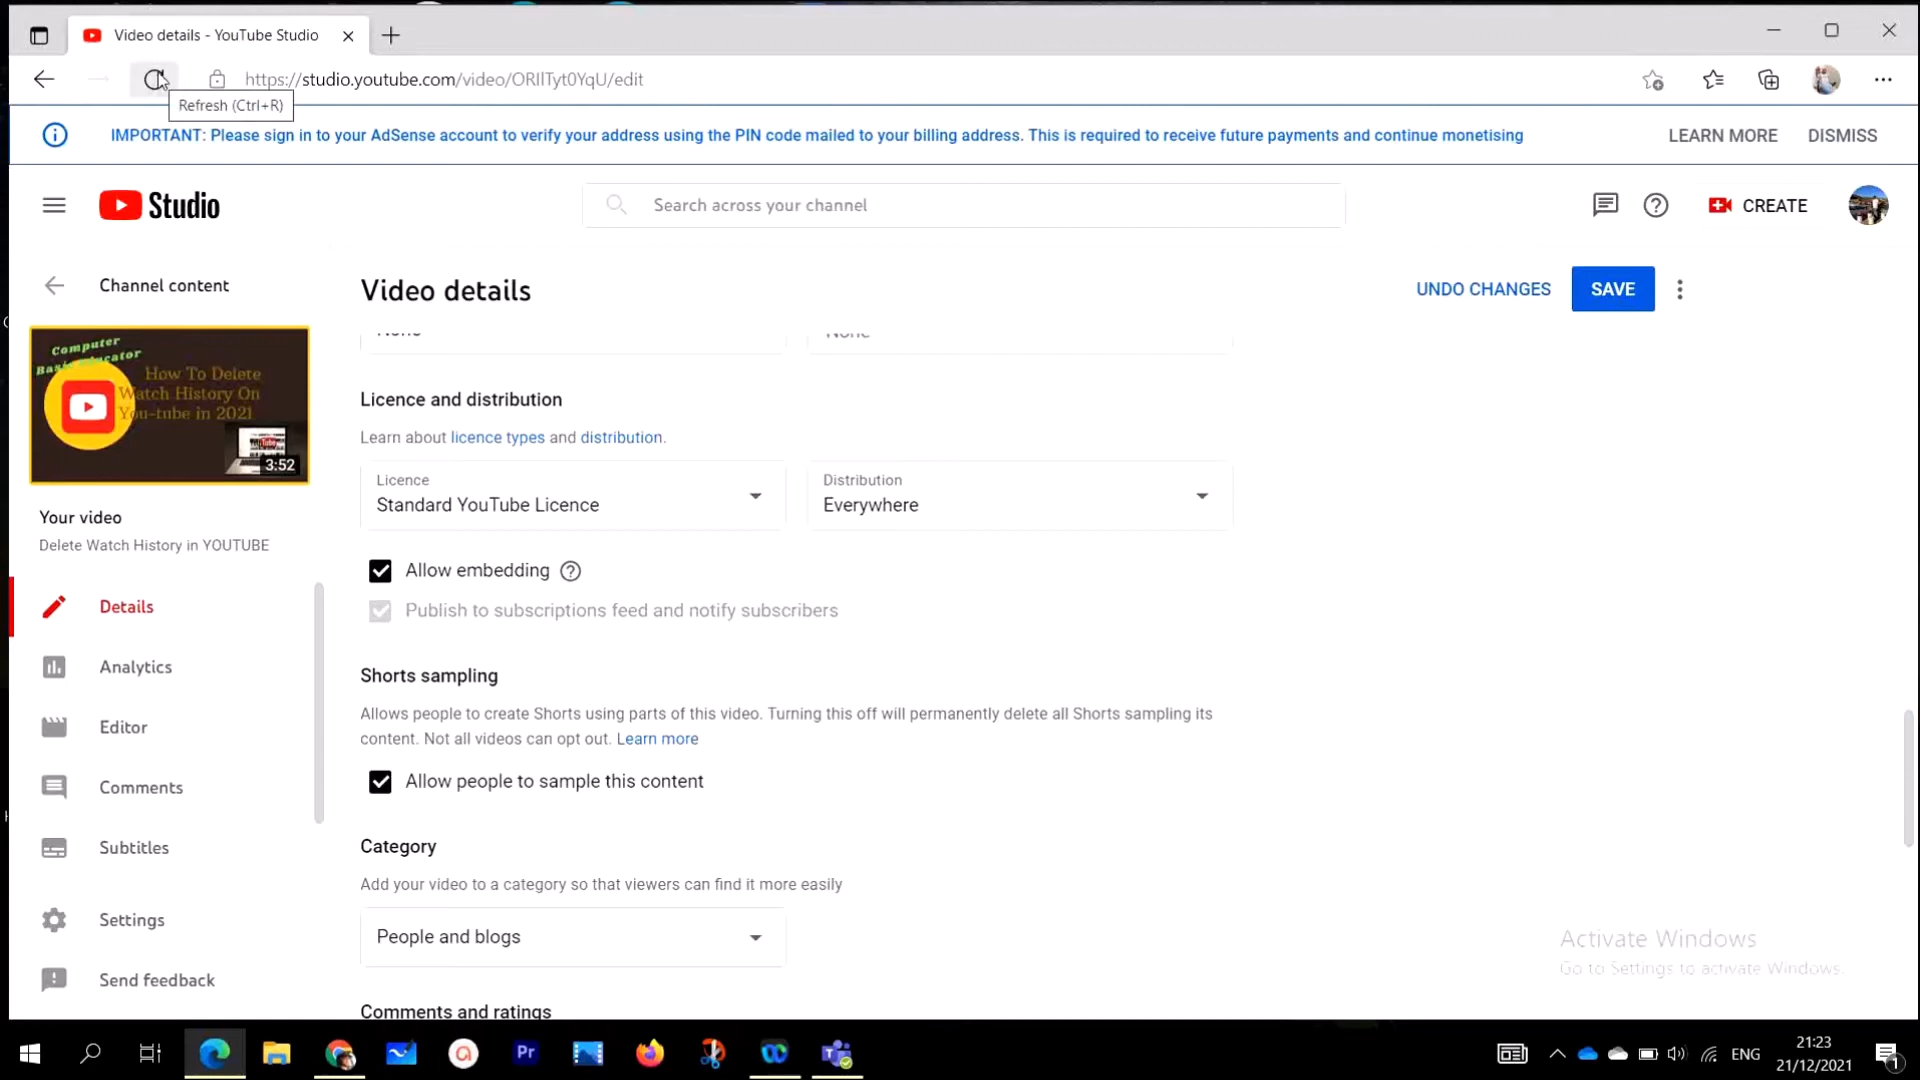 Video details - YouTube Studio
https://studio.youtube.com/video/ORIlTyt0YqU/edit
Refresh (Ctrl+R)
IMPORTANT: Please sign in to your AdSense account to verify your address using the PIN code mailed to your billing address. This is required to receive future payments and continue monetising
LEARN MORE
DISMISS
Studio
Search across your channel
CREATE
Channel content
Video details
UNDO CHANGES
SAVE
Computer
How To Delete
Watch History On
You-tube in 2021
3:52
Your video
Delete Watch History in YOUTUBE
Details
Analytics
Editor
Comments
Subtitles
Settings
Send feedback
None
None
Licence and distribution
Learn about licence types and distribution.
Licence
Standard YouTube Licence
Distribution
Everywhere
Allow embedding
Publish to subscriptions feed and notify subscribers
Shorts sampling
Allows people to create Shorts using parts of this video. Turning this off will permanently delete all Shorts sampling its
content. Not all videos can opt out. Learn more
Allow people to sample this content
Category
Add your video to a category so that viewers can find it more easily
People and blogs
Comments and ratings
Activate Windows
Go to Settings to activate Windows.
Pr
ENG
21:23
21/12/2021
1